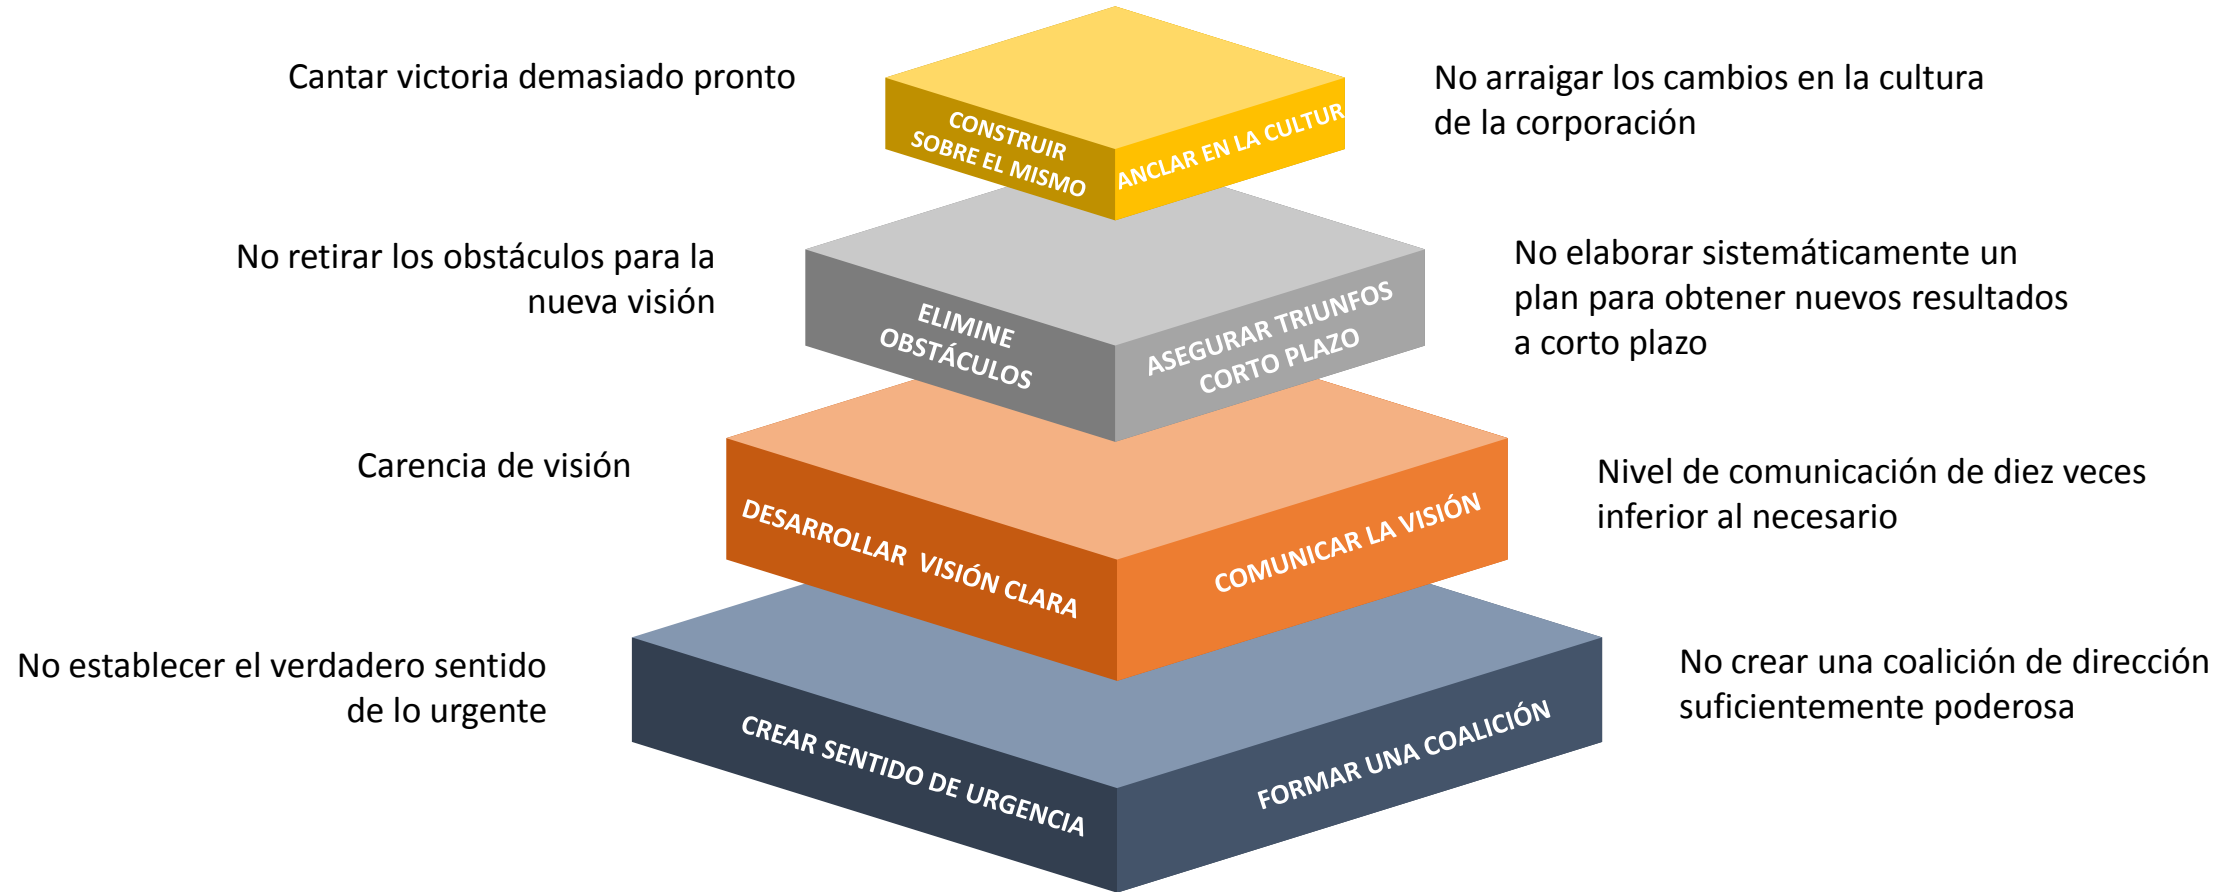 Cantar victoria demasiado pronto
CONSTRUIR
SOBRE EL MISMO
ANCLAR EN LA CULTUR
No arraigar los cambios en la cultura
de la corporación
No retirar los obstáculos para la
nueva visión
ELIMINE
OBSTÁCULOS
ASEGURAR TRIUNFOS
CORTO PLAZO
No elaborar sistemáticamente un
plan para obtener nuevos resultados
a corto plazo
Carencia de visión
DESARROLLAR VISIÓN CLARA
COMUNICAR LA VISIÓN
Nivel de comunicación de diez veces
inferior al necesario
No establecer el verdadero sentido
de lo urgente
CREAR SENTIDO DE URGENCIA
FORMAR UNA COALICIÓN
No crear una coalición de dirección
suficientemente poderosa